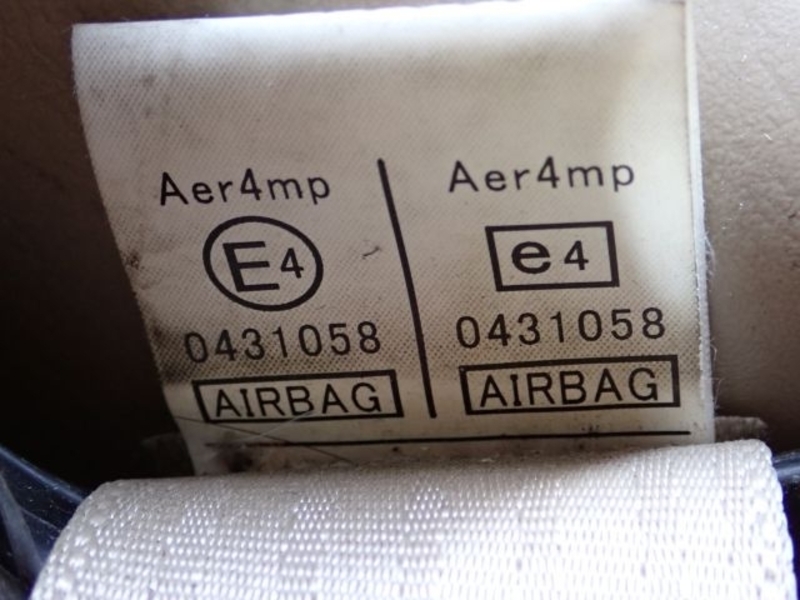 Aer4mp
E4
0431058
AIRBAG
Aer4mp
e4
0431058
AIRBAG